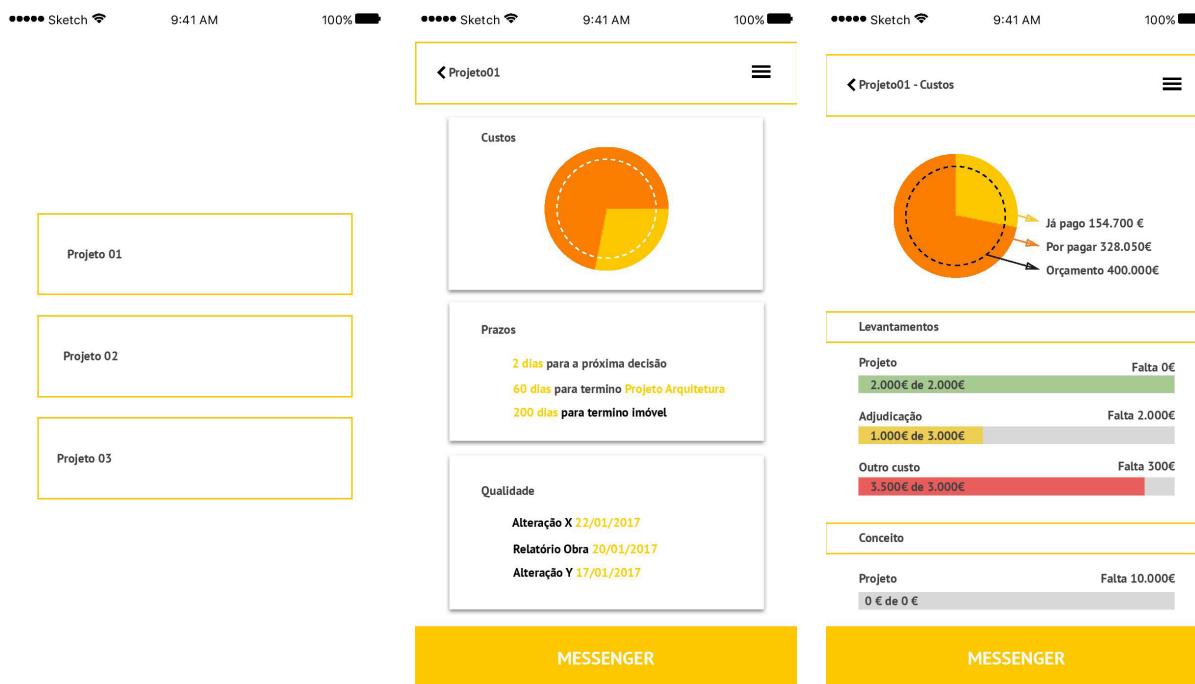 Sketch 9:41 AM 100%
Projeto 01
Projeto 02
Projeto 03
Sketch 9:41 AM 100%
Projeto01
Custos
Prazos
2 dias para a próxima decisão
60 dias para termino Projeto Arquitetura
200 dias para termino imóvel
Qualidade
Alteração X 22/01/2017
Relatório Obra 20/01/2017
Alteração Y 17/01/2017
MESSENGER
Sketch 9:41 AM 100%
Projeto01 - Custos
Já pago 154.700 €
Por pagar 328.050€
Orçamento 400.000€
Levantamentos
Projeto Falta 0€
2.000€ de 2.000€
Adjudicação Falta 2.000€
1.000€ de 3.000€
Outro custo Falta 300€
3.500€ de 3.000€
Conceito
Projeto Falta 10.000€
0 € de 0 €
MESSENGER